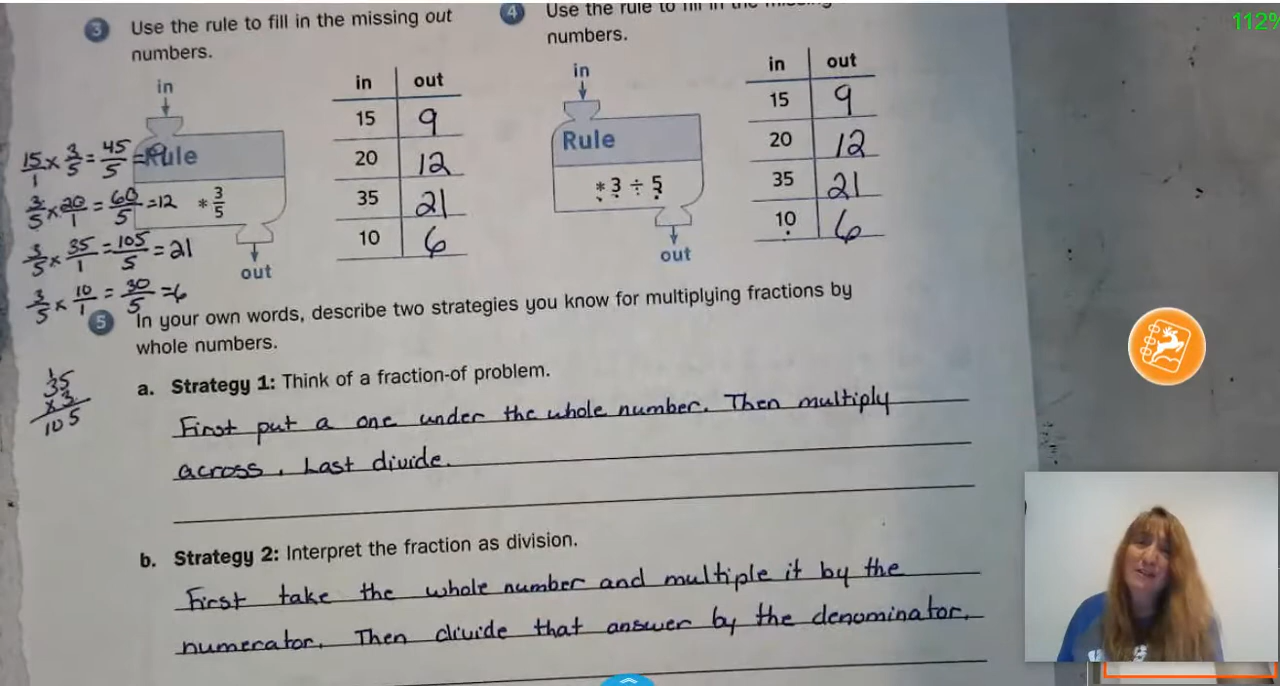 112%
3 Use the rule to fill in the missing out
numbers.
in
Rule
* 3/5
out
in out
15 9
20 12
35 21
10 6
15/1 x 3/5 = 45/5 = 9
3/5 x 20/1 = 60/5 = 12
3/5 x 35/1 = 105/5 = 21
3/5 x 10/1 = 30/5 = 6
4 Use the rule to fill in the missing
numbers.
in
Rule
* 3 ÷ 5
out
in out
15 9
20 12
35 21
10 6
5 In your own words, describe two strategies you know for multiplying fractions by
whole numbers.
1
35
x 3
105
a. Strategy 1: Think of a fraction-of problem.
First put a one under the whole number. Then multiply
across. Last divide.
b. Strategy 2: Interpret the fraction as division.
First take the whole number and multiple it by the
numerator. Then divide that answer by the denominator.